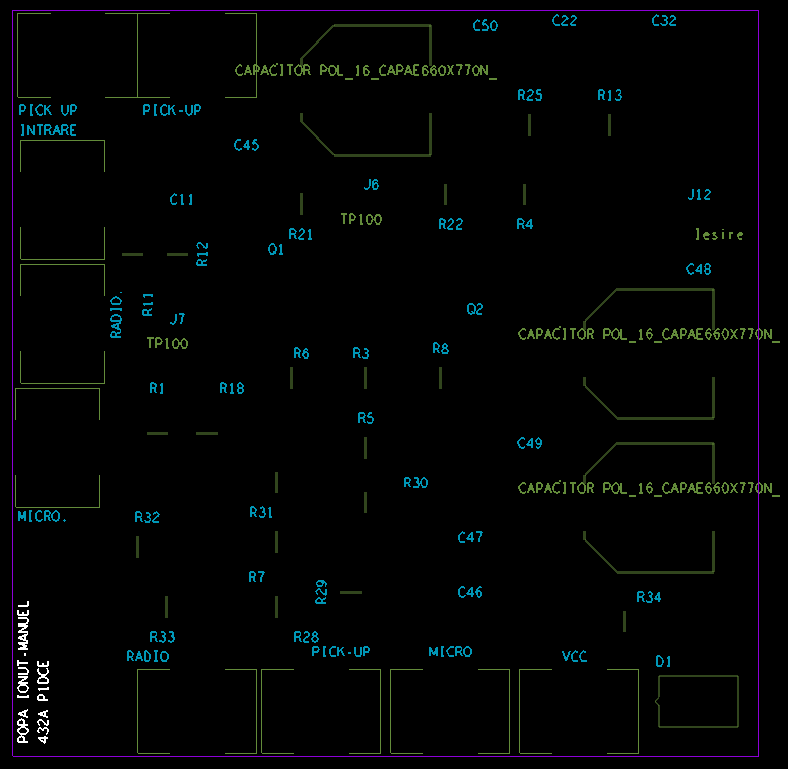 C50
C22
C32
CAPACITOR POL_16_CAPAE660X770N_
R25
R13
PICK UP
PICK-UP
INTRARE
C45
J6
C11
J12
TP100
R21
R22
R4
Iesire
Q1
R12
C48
RADIO.
R11
J7
Q2
CAPACITOR POL_16_CAPAE660X770N_
TP100
R6
R3
R8
R1
R18
R5
C49
R30
CAPACITOR POL_16_CAPAE660X770N_
MICRO.
R32
R31
C47
R7
R29
C46
R34
R33
R28
RADIO
PICK-UP
MICRO
VCC
D1
POPA IONUT-MANUEL
432A P1DCE